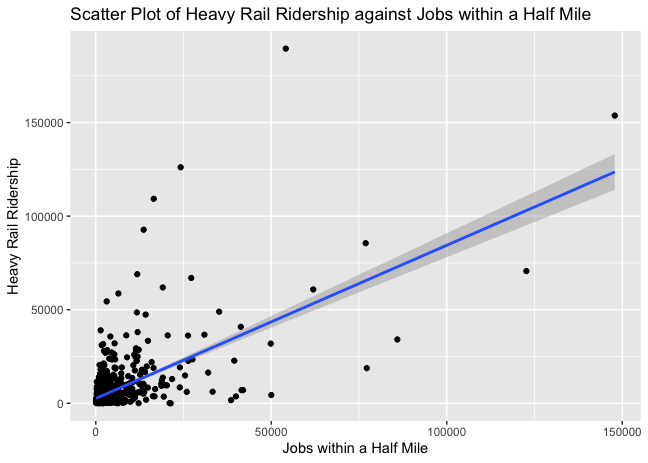 Scatter Plot of Heavy Rail Ridership against Jobs within a Half Mile
150000
100000
50000
0
Heavy Rail Ridership
0
50000
100000
150000
Jobs within a Half Mile